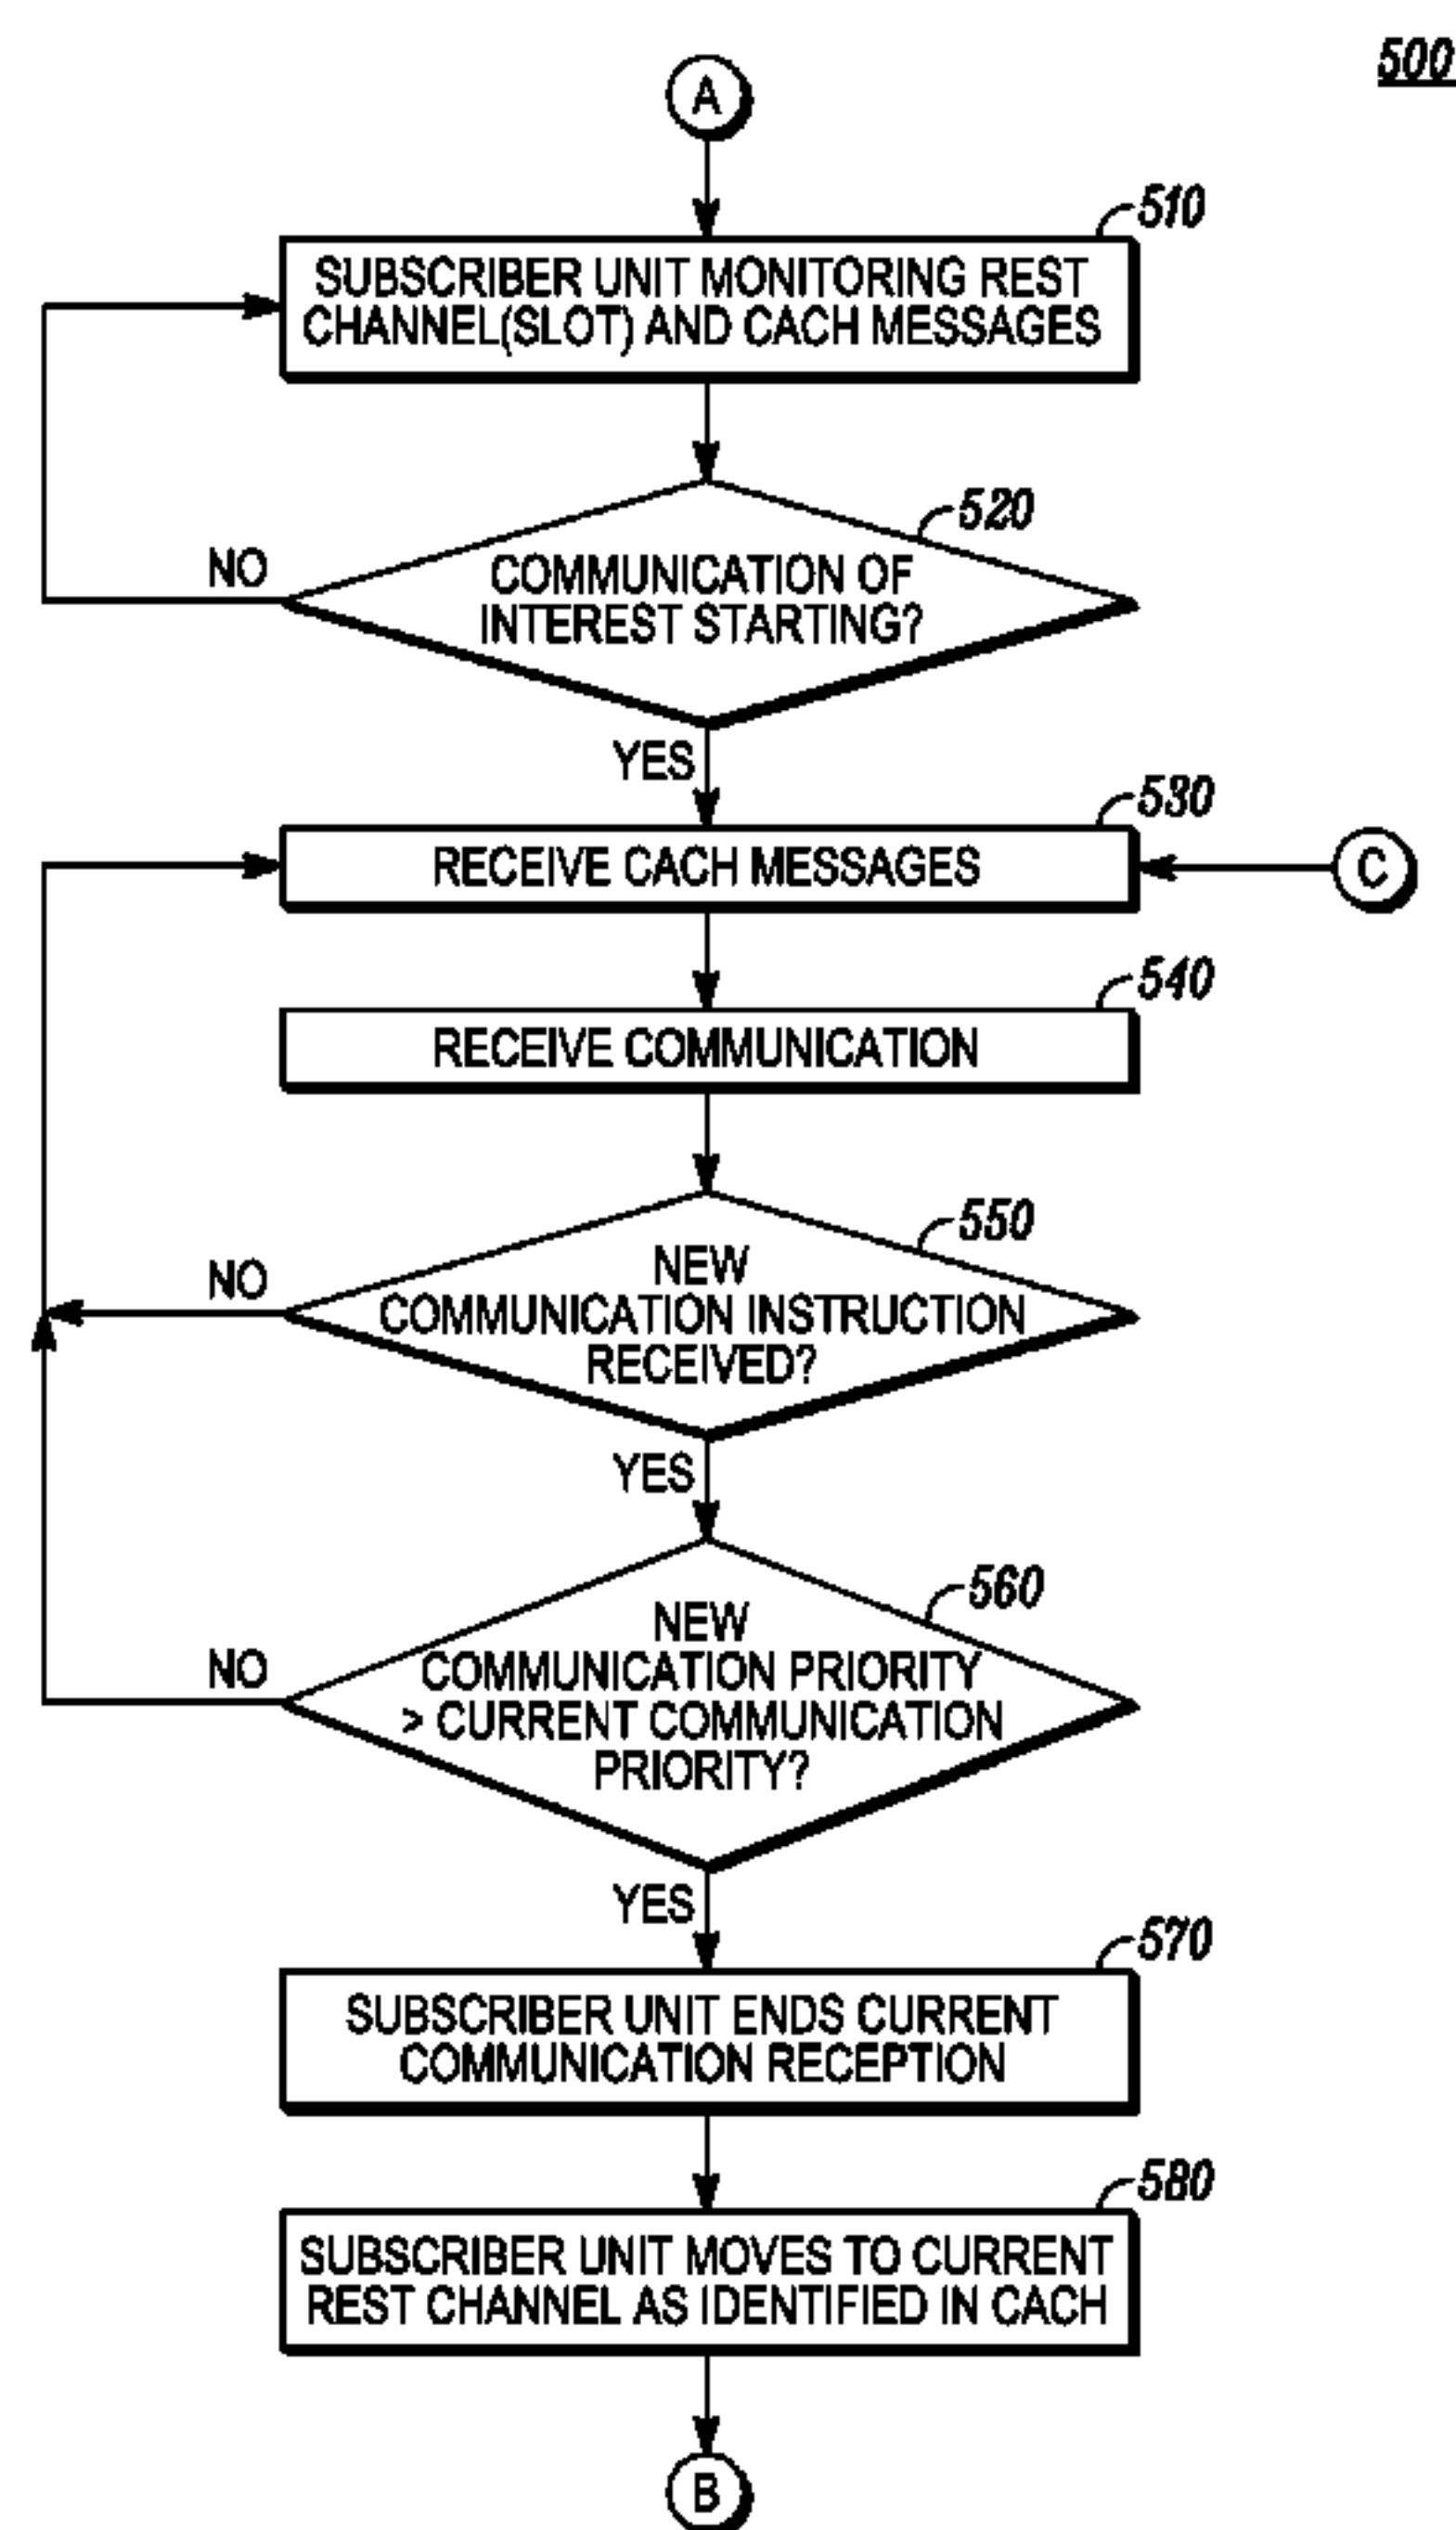 500
A
510
SUBSCRIBER UNIT MONITORING REST
CHANNEL(SLOT) AND CACH MESSAGES
520
NO
COMMUNICATION OF
INTEREST STARTING?
YES
530
RECEIVE CACH MESSAGES
C
540
RECEIVE COMMUNICATION
550
NO
NEW
COMMUNICATION INSTRUCTION
RECEIVED?
YES
560
NO
NEW
COMMUNICATION PRIORITY
> CURRENT COMMUNICATION
PRIORITY?
YES
570
SUBSCRIBER UNIT ENDS CURRENT
COMMUNICATION RECEPTION
580
SUBSCRIBER UNIT MOVES TO CURRENT
REST CHANNEL AS IDENTIFIED IN CACH
B